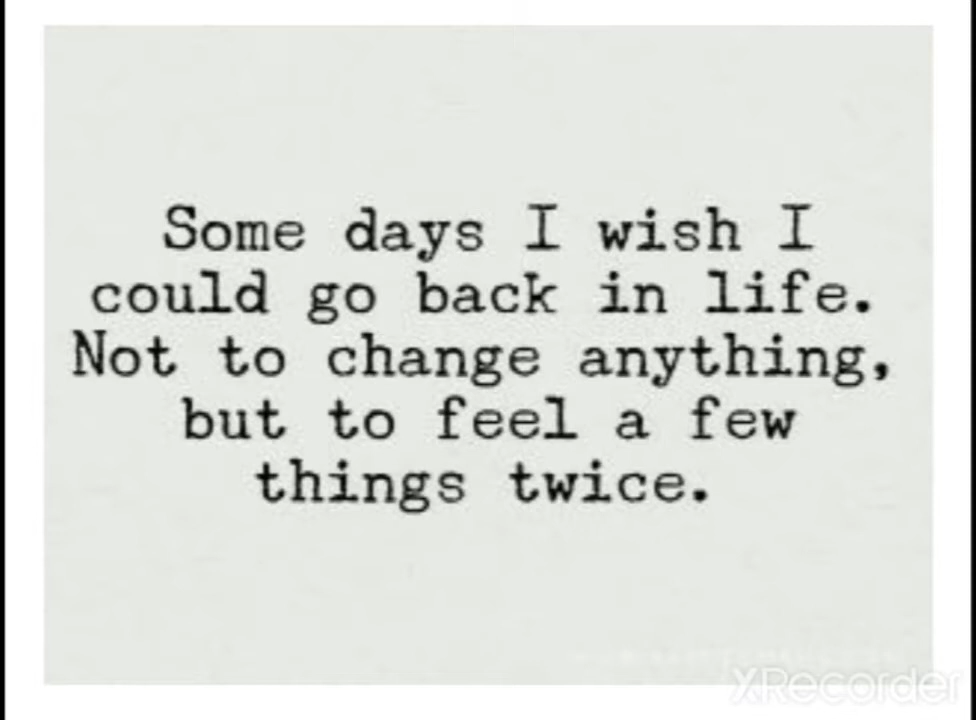 Some days I wish I
could go back in life.
Not to change anything,
but to feel a few
things twice.
XRecorder